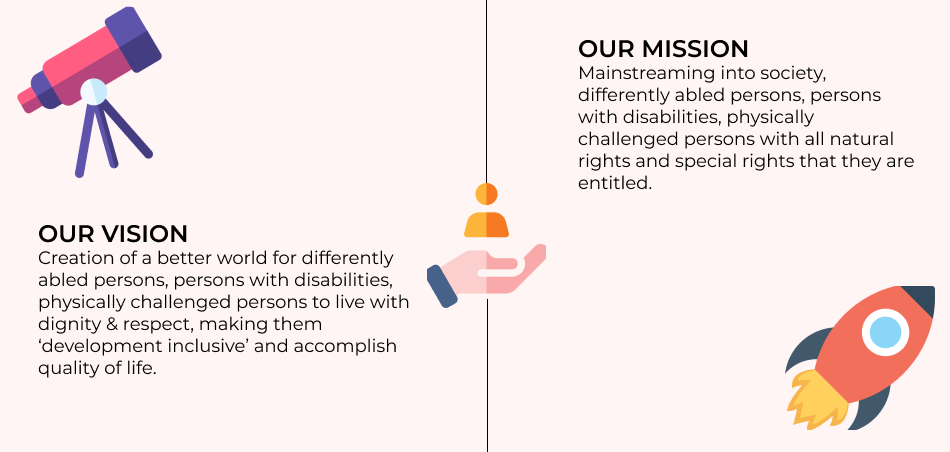 OUR VISION
Creation of a better world for differently
abled persons, persons with disabilities,
physically challenged persons to live with
dignity & respect, making them
‘development inclusive’ and accomplish
quality of life.
OUR MISSION
Mainstreaming into society,
differently abled persons, persons
with disabilities, physically
challenged persons with all natural
rights and special rights that they are
entitled.